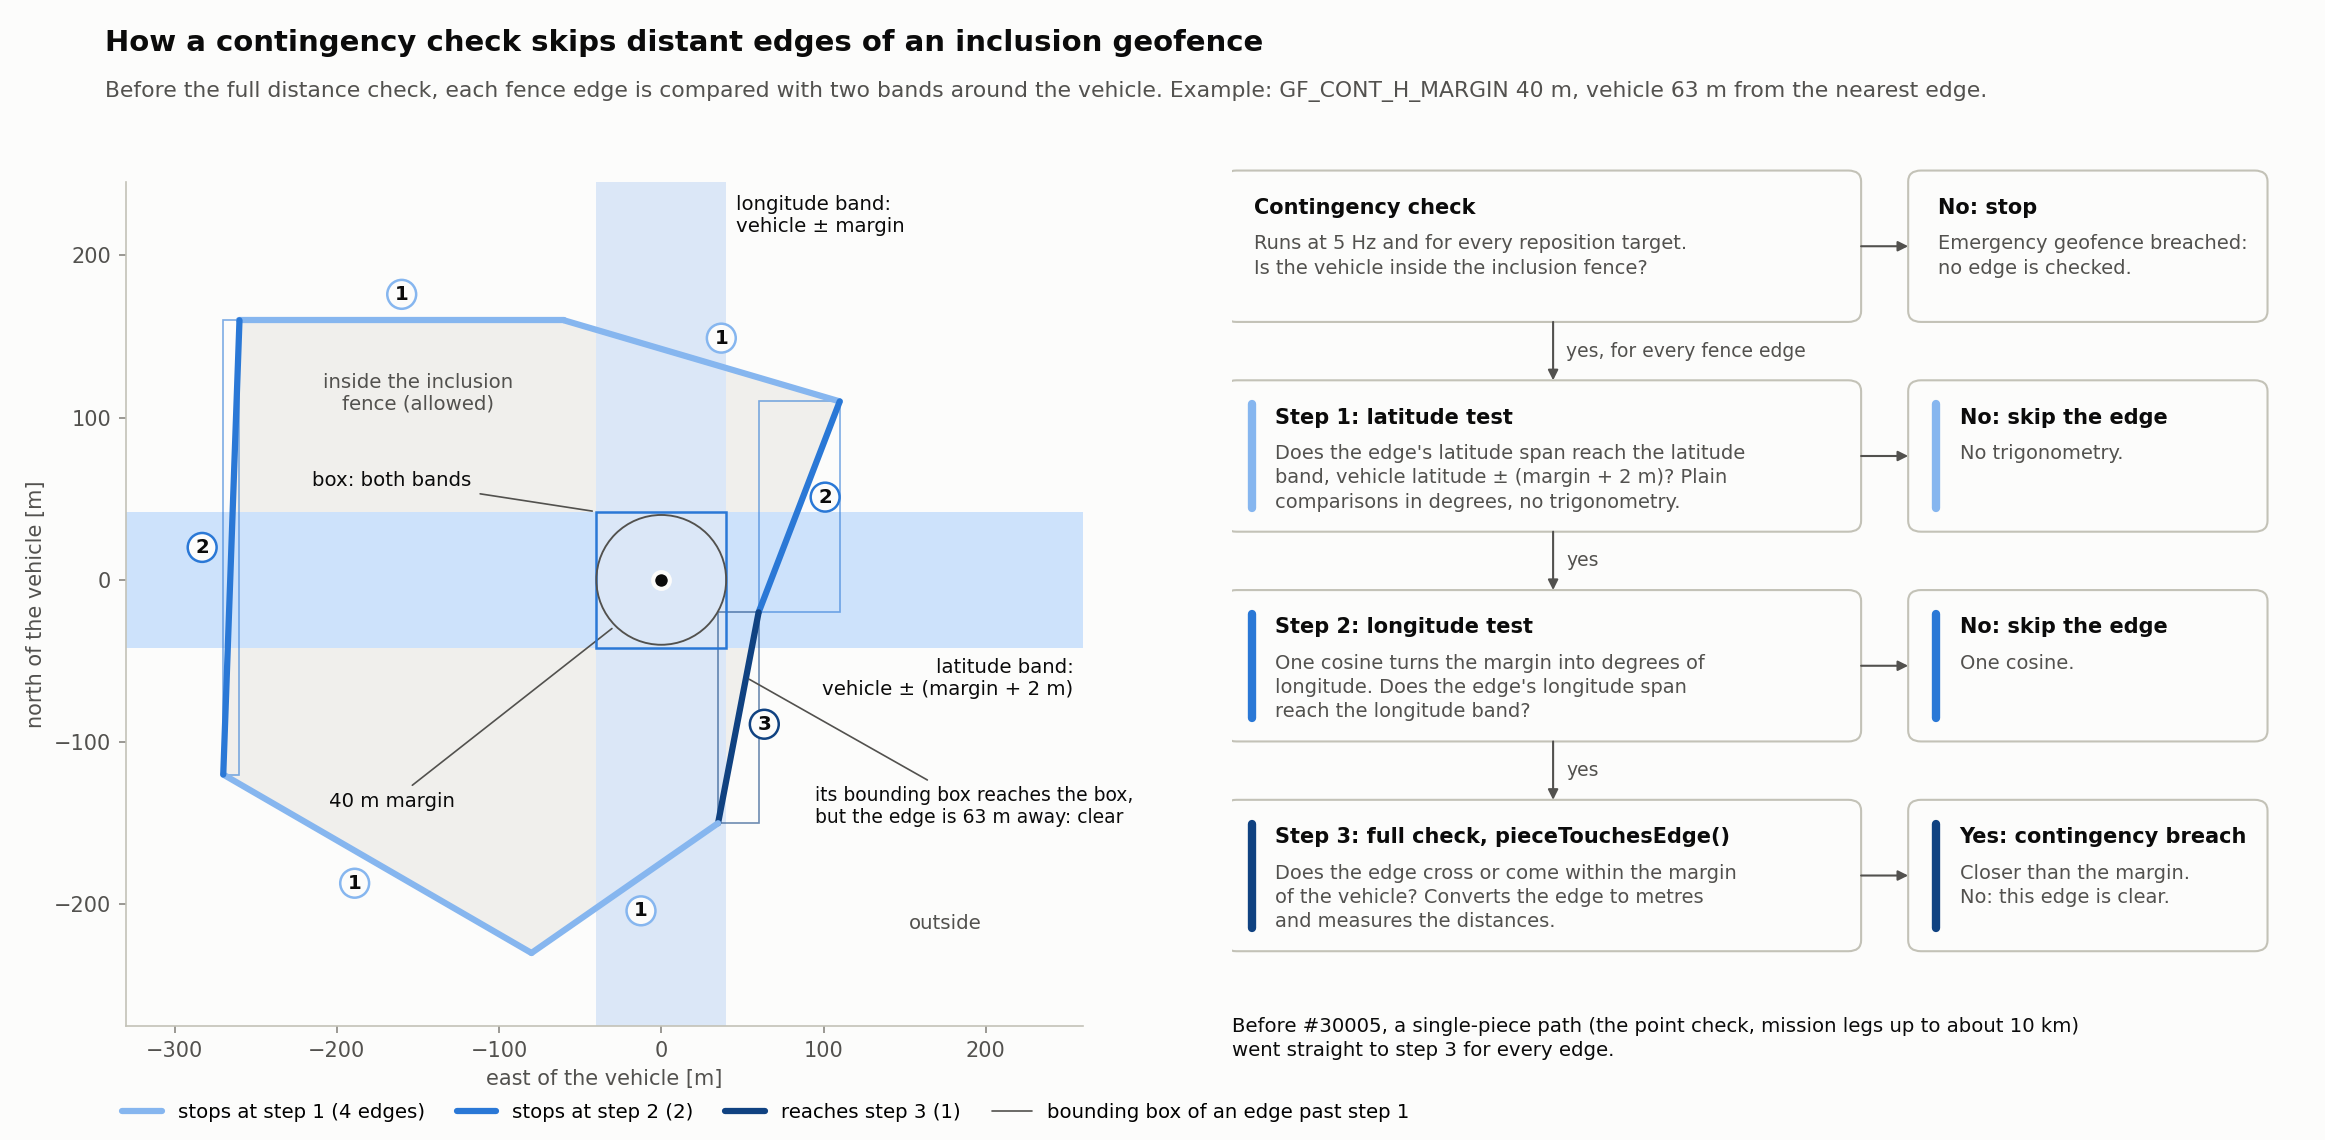 How a contingency check skips distant edges of an inclusion geofence
Before the full distance check, each fence edge is compared with two bands around the vehicle. Example: GF_CONT_H_MARGIN 40 m, vehicle 63 m from the nearest edge.
longitude band:
vehicle ± margin
200
100
0
−100
−200
north of the vehicle [m]
1
1
inside the inclusion
fence (allowed)
box: both bands
2
2
latitude band:
vehicle ± (margin + 2 m)
3
40 m margin
its bounding box reaches the box,
but the edge is 63 m away: clear
1
1
outside
−300
−200
−100
0
100
200
east of the vehicle [m]
stops at step 1 (4 edges)
stops at step 2 (2)
reaches step 3 (1)
bounding box of an edge past step 1
Contingency check
Runs at 5 Hz and for every reposition target.
Is the vehicle inside the inclusion fence?
No: stop
Emergency geofence breached:
no edge is checked.
yes, for every fence edge
Step 1: latitude test
Does the edge's latitude span reach the latitude
band, vehicle latitude ± (margin + 2 m)? Plain
comparisons in degrees, no trigonometry.
No: skip the edge
No trigonometry.
yes
Step 2: longitude test
One cosine turns the margin into degrees of
longitude. Does the edge's longitude span
reach the longitude band?
No: skip the edge
One cosine.
yes
Step 3: full check, pieceTouchesEdge()
Does the edge cross or come within the margin
of the vehicle? Converts the edge to metres
and measures the distances.
Yes: contingency breach
Closer than the margin.
No: this edge is clear.
Before #30005, a single-piece path (the point check, mission legs up to about 10 km)
went straight to step 3 for every edge.